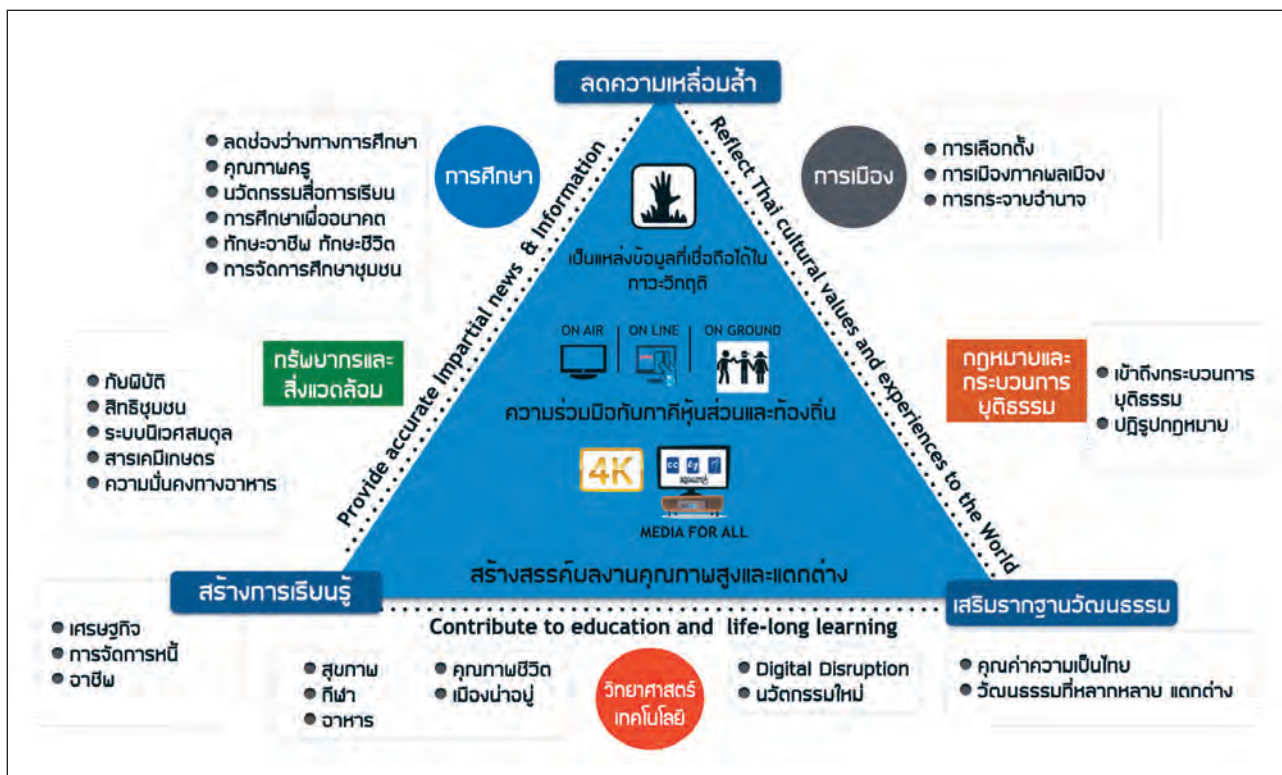 ลดความเหลื่อมล้ำ
การศึกษา
ลดช่องว่างทางการศึกษา
คุณภาพครู
นวัตกรรมสื่อการเรียน
การศึกษาเพื่ออนาคต
ทักษะอาชีพ ทักษะชีวิต
การจัดการศึกษาชุมชน
การเมือง
การเลือกตั้ง
การเมืองภาคพลเมือง
การกระจายอำนาจ
Provide accurate Impartial news & Information
Reflect Thai cultural values and experiences to the World
เป็นแหล่งข้อมูลที่เชื่อถือได้ใน
ภาวะวิกฤติ
ON AIR
ON LINE
ON GROUND
ความร่วมมือกับภาคีหุ้นส่วนและท้องถิ่น
4K
CC
MEDIA FOR ALL
สร้างสรรค์ผลงานคุณภาพสูงและแตกต่าง
ทรัพยากรและ
สิ่งแวดล้อม
ภัยพิบัติ
สิทธิชุมชน
ระบบนิเวศสมดุล
สารเคมีเกษตร
ความมั่นคงทางอาหาร
กฎหมายและ
กระบวนการ
ยุติธรรม
เข้าถึงกระบวนการ
ยุติธรรม
ปฏิรูปกฎหมาย
สร้างการเรียนรู้
เสริมรากฐานวัฒนธรรม
Contribute to education and life-long learning
เศรษฐกิจ
การจัดการหนี้
อาชีพ
สุขภาพ
กีฬา
อาหาร
คุณภาพชีวิต
เมืองน่าอยู่
วิทยาศาสตร์
เทคโนโลยี
Digital Disruption
นวัตกรรมใหม่
คุณค่าความเป็นไทย
วัฒนธรรมที่หลากหลาย แตกต่าง